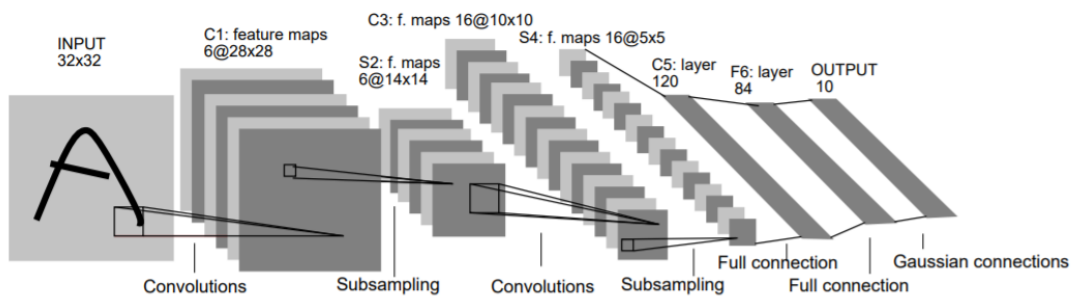 INPUT
32x32
C1: feature maps
6@28x28
S2: f. maps
6@14x14
C3: f. maps 16@10x10
S4: f. maps 16@5x5
C5: layer
120
F6: layer
84
OUTPUT
10
A
Convolutions
Subsampling
Convolutions
Subsampling
Full connection
Full connection
Gaussian connections